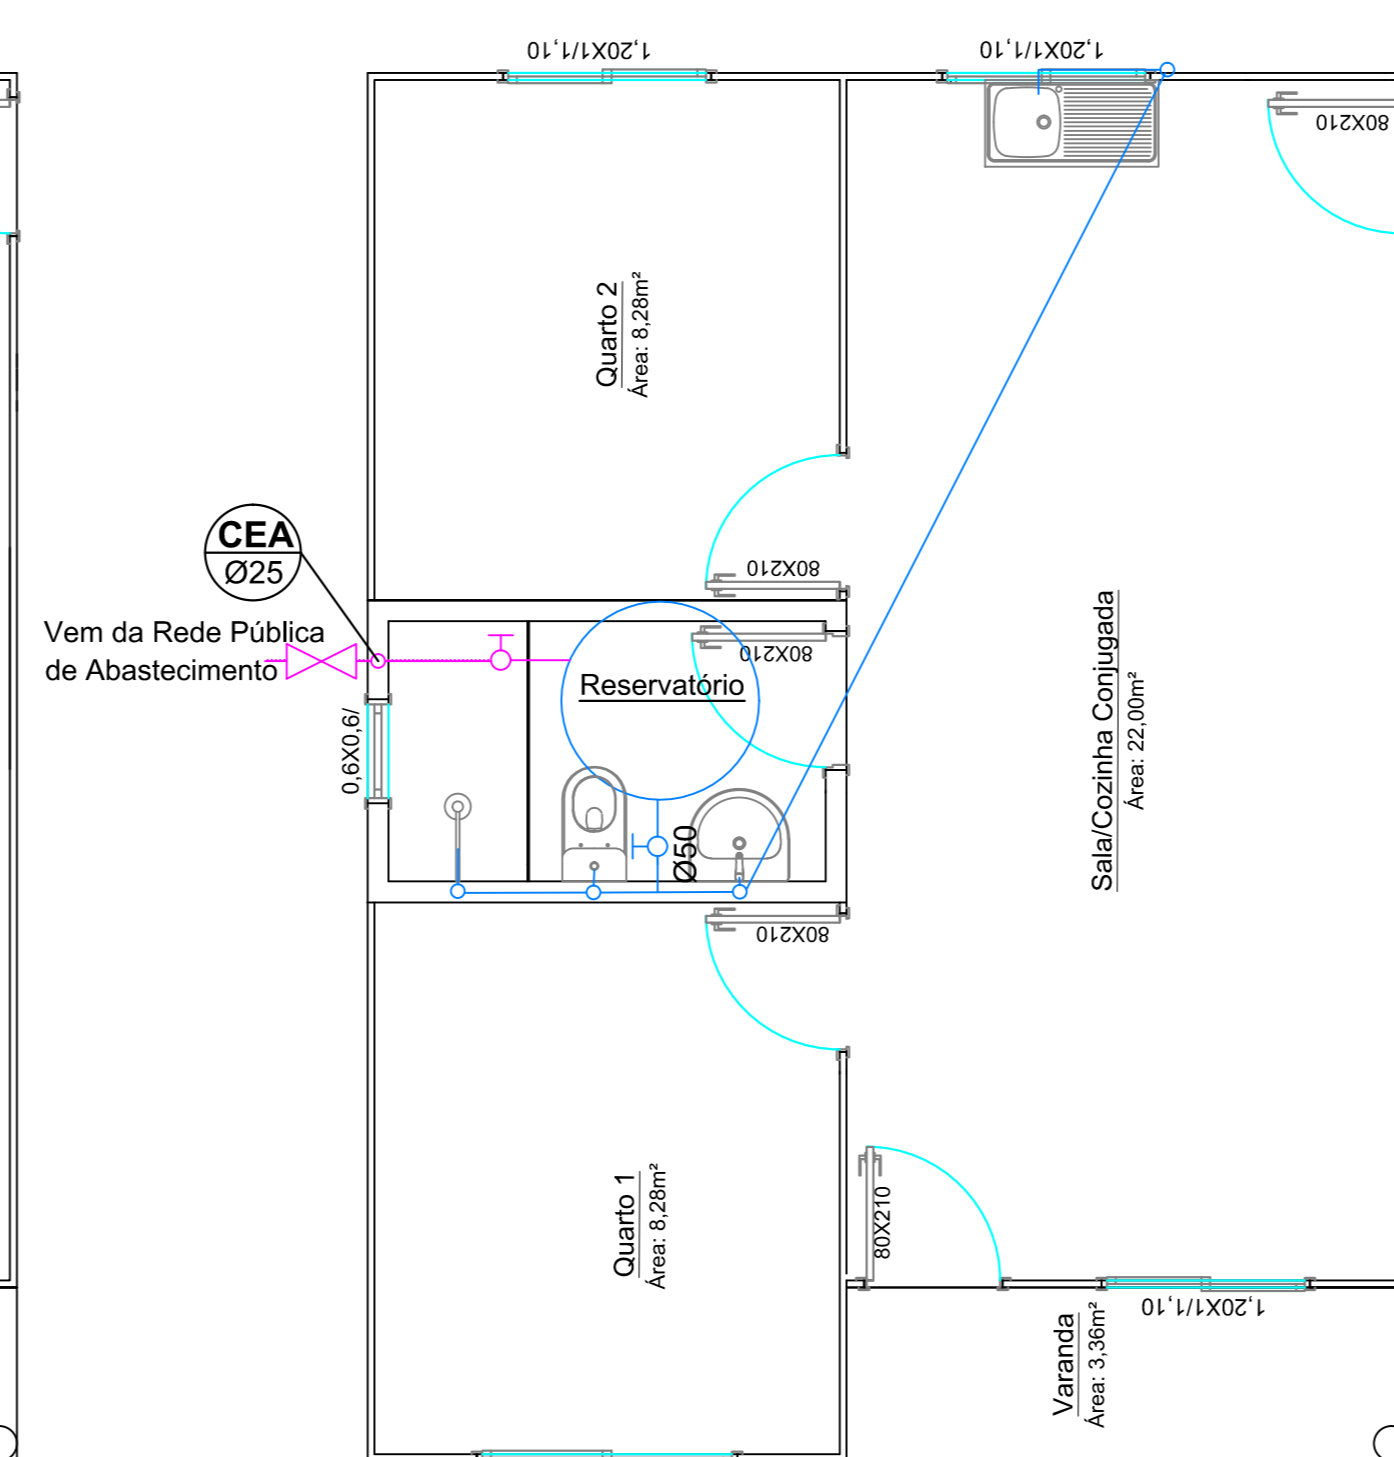 1,20X1/1,10
1,20X1/1,10
80X210
Quarto 2
Área: 8,28m²
CEA
Ø25
80X210
Vem da Rede Pública
de Abastecimento
80X210
Reservatório
0,6X0,6/
Ø50
Sala/Cozinha Conjugada
Área: 22,00m²
80X210
Quarto 1
Área: 8,28m²
80X210
1,20X1/1,10
Varanda
Área: 3,36m²